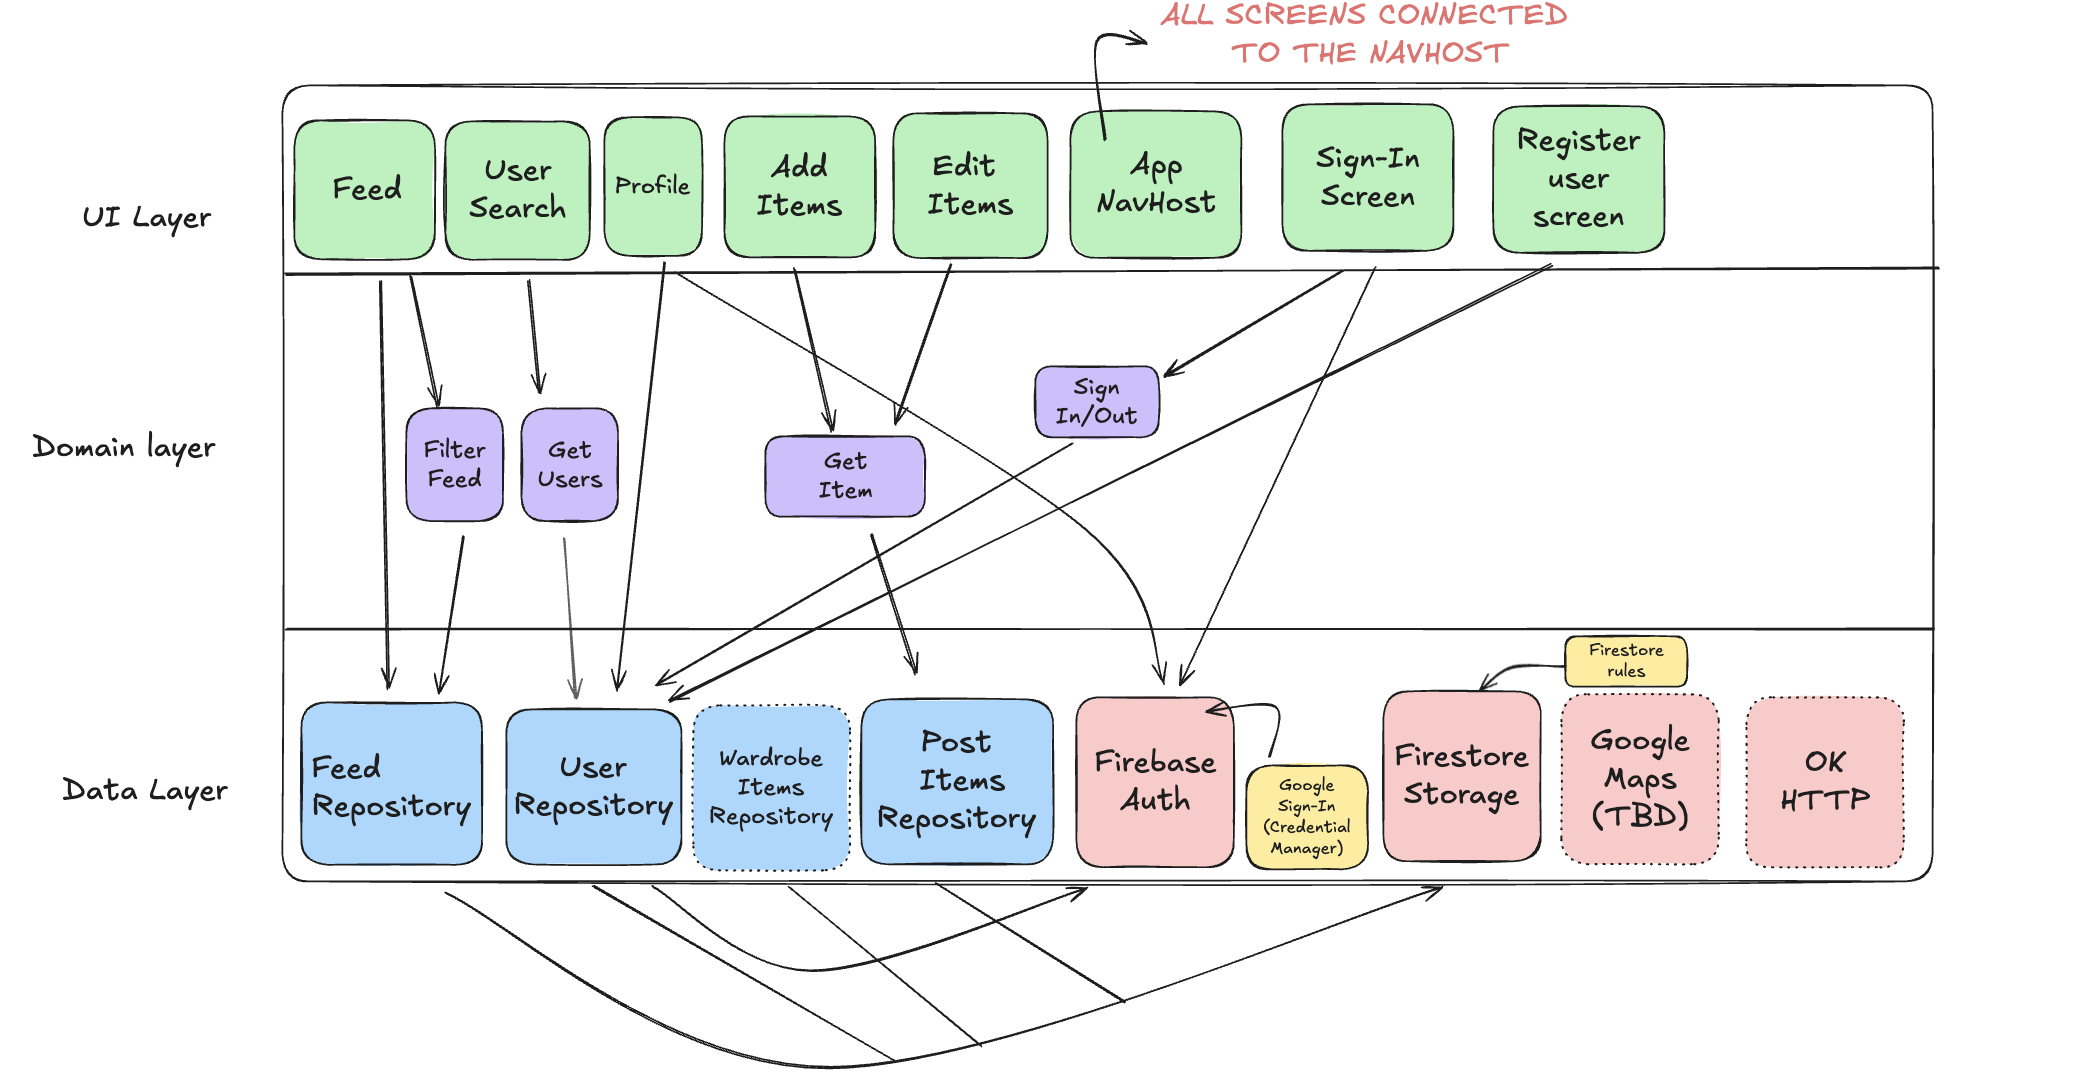 ALL SCREENS CONNECTED
TO THE NAVHOST
UI Layer
Feed
User
Search
Profile
Add
Items
Edit
Items
App
NavHost
Sign-In
Screen
Register
user
screen
Domain layer
Filter
Feed
Get
Users
Get
Item
Sign
In/Out
Data Layer
Feed
Repository
User
Repository
Wardrobe
Items
Repository
Post
Items
Repository
Firebase
Auth
Google
Sign-In
(Credential
Manager)
Firestore
Storage
Firestore
rules
Google
Maps
(TBD)
OK
HTTP